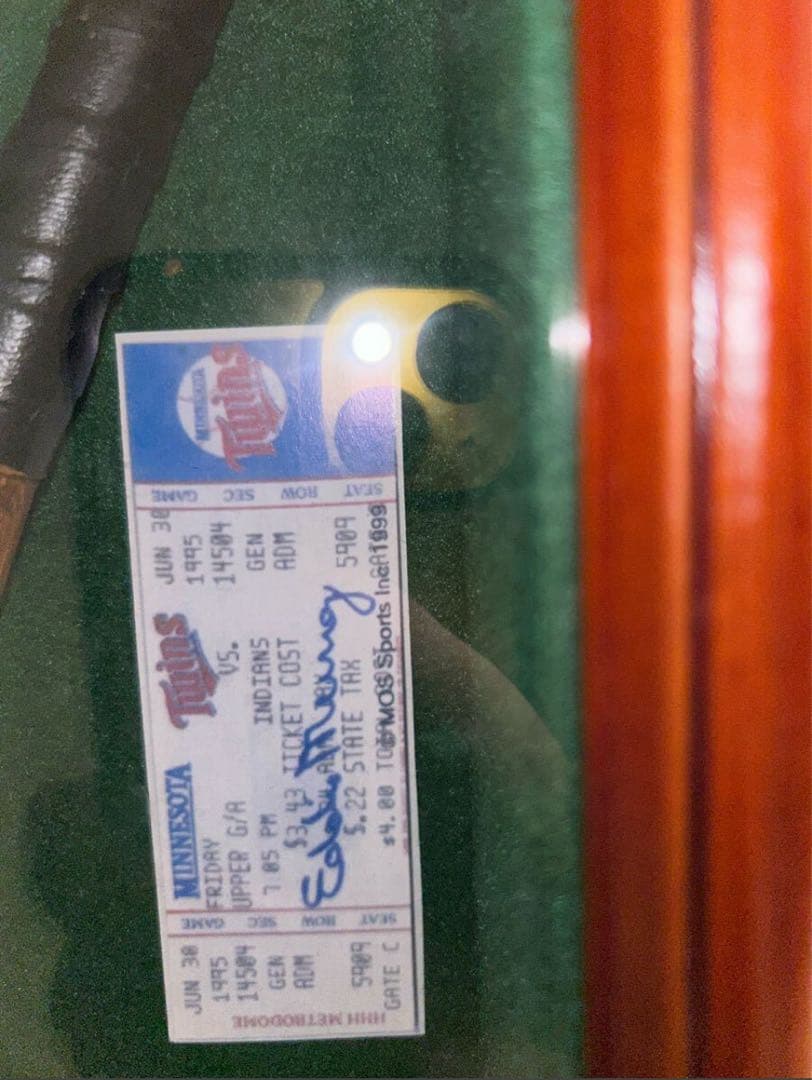 MINNESOTA Twins
GAME SEC ROW SEAT
JUN 30
1995
14504
GEN
ADM
5909
MINNESOTA Twins
FRIDAY VS.
UPPER G/A
7.05 PM INDIANS
$3.43 TICKET COST
Eddie Murray
$.22 STATE TAX
$4.00
©MOS Sports Inc. 1999
GAME SEC ROW SEAT
JUN 30
1995
14504
GEN
ADM
5909
GATE C
HHH METRODOME